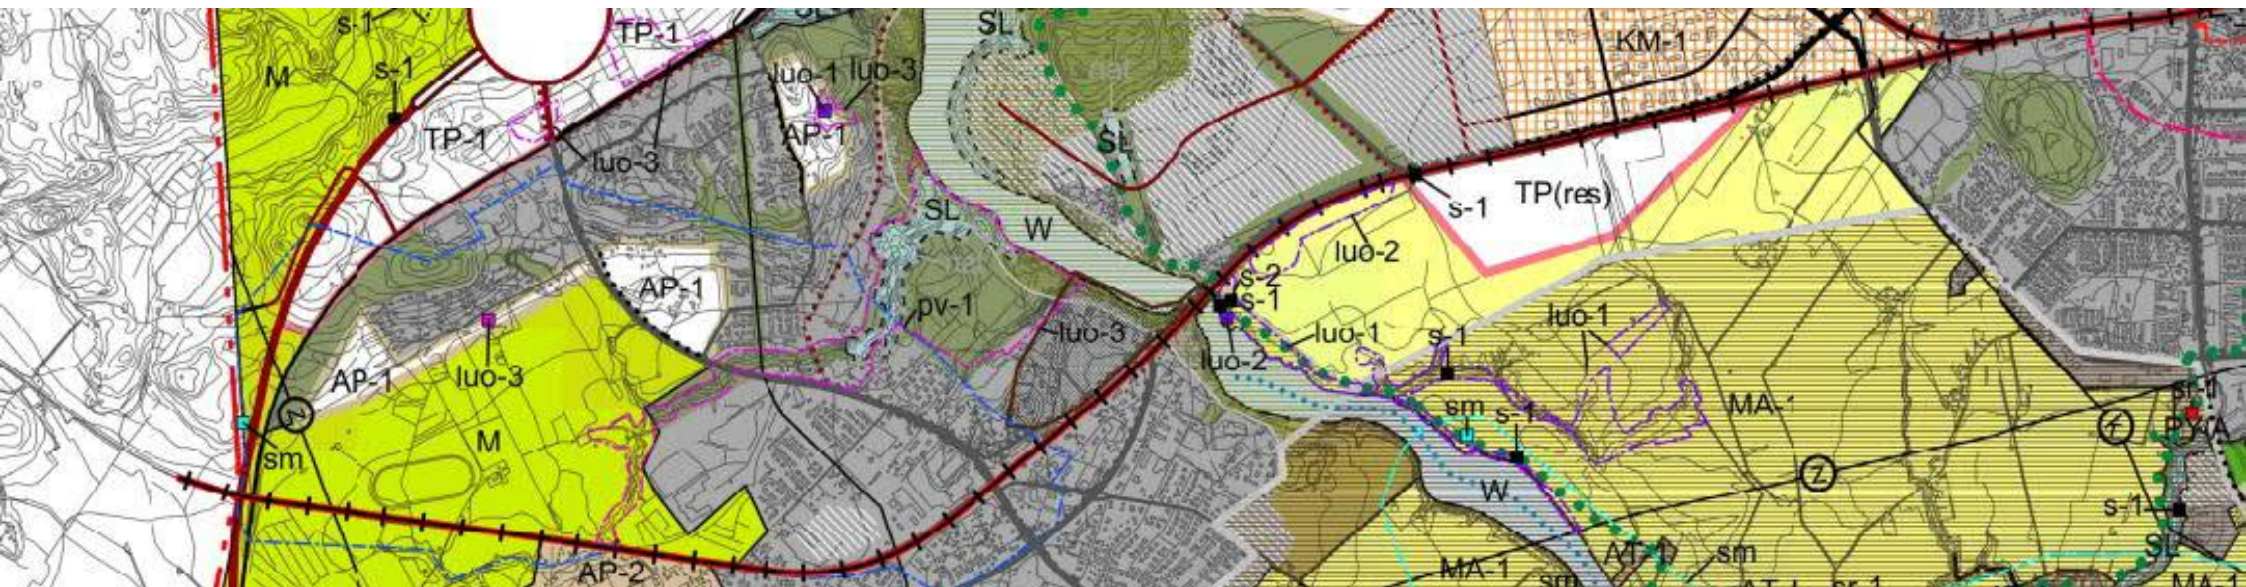 s-1
TP-1
SL
KM-1
M
s-1
luo-1
luo-3
SL
TP-1
AP-1
luo-3
s-1
TP(res)
SL
W
luo-2
s-2
s-1
AP-1
pv-1
luo-3
luo-1
s-1
luo-1
luo-2
AP-1
luo-3
MA-1
sm
s-1
M
sm
W
s-1
AP-2
MA-1
sm
AT-1
sm
SL